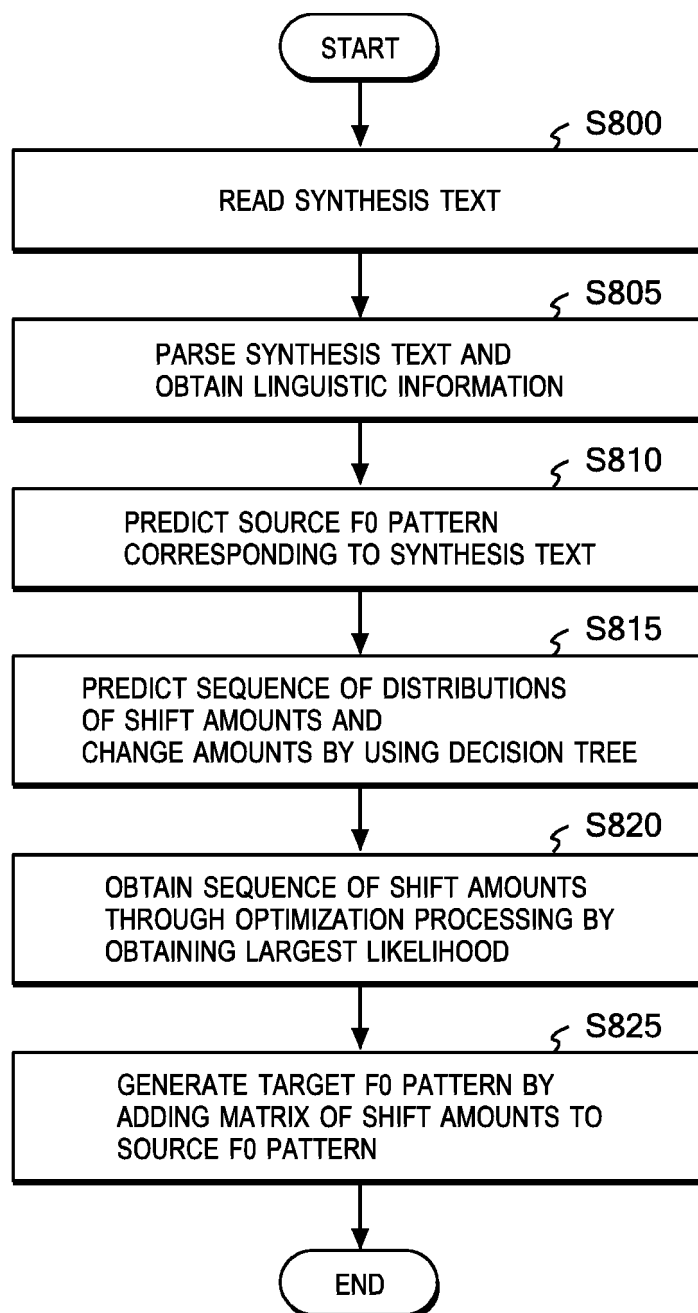 START
S800
READ SYNTHESIS TEXT
S805
PARSE SYNTHESIS TEXT AND
OBTAIN LINGUISTIC INFORMATION
S810
PREDICT SOURCE F0 PATTERN
CORRESPONDING TO SYNTHESIS TEXT
S815
PREDICT SEQUENCE OF DISTRIBUTIONS
OF SHIFT AMOUNTS AND
CHANGE AMOUNTS BY USING DECISION TREE
S820
OBTAIN SEQUENCE OF SHIFT AMOUNTS
THROUGH OPTIMIZATION PROCESSING BY
OBTAINING LARGEST LIKELIHOOD
S825
GENERATE TARGET F0 PATTERN BY
ADDING MATRIX OF SHIFT AMOUNTS TO
SOURCE F0 PATTERN
END